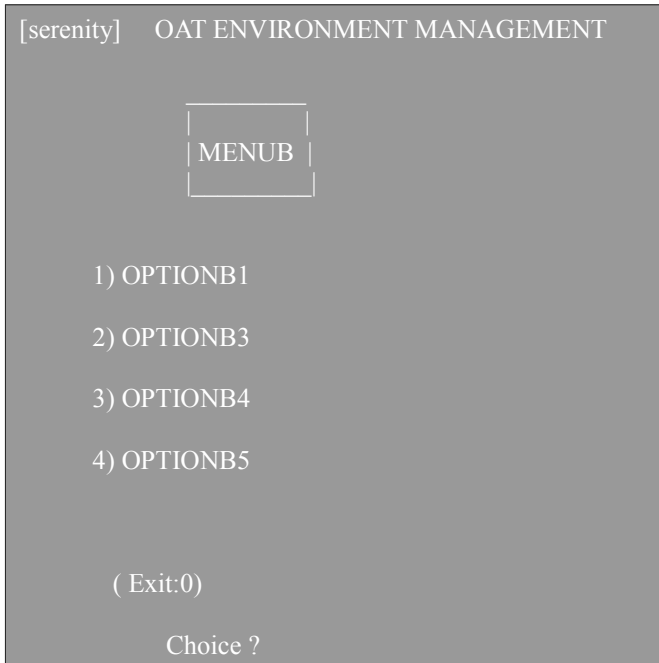 [serenity] OAT ENVIRONMENT MANAGEMENT
MENUB
1) OPTIONB1
2) OPTIONB3
3) OPTIONB4
4) OPTIONB5
( Exit:0)
Choice ?